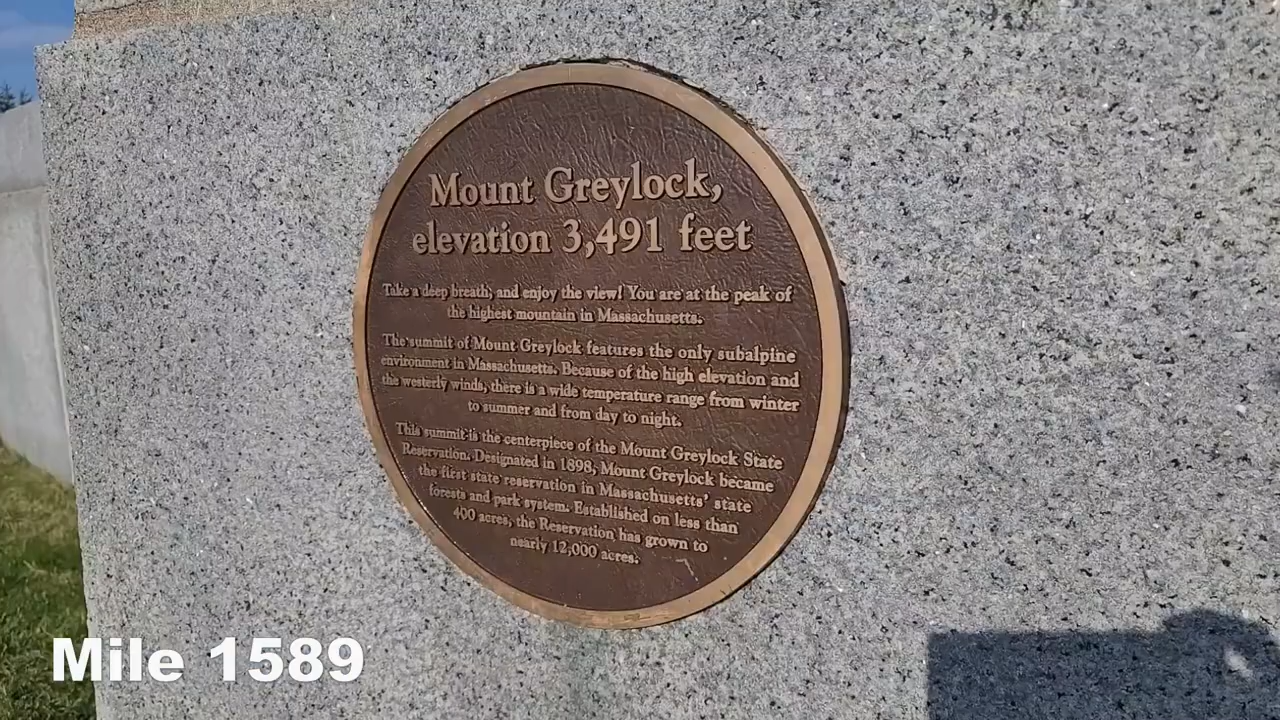 Mount Greylock,
elevation 3,491 feet
Take a deep breath, and enjoy the view! You are at the peak of
the highest mountain in Massachusetts.
The summit of Mount Greylock features the only subalpine
environment in Massachusetts. Because of the high elevation and
the westerly winds, there is a wide temperature range from winter
to summer and from day to night.
This summit is the centerpiece of the Mount Greylock State
Reservation. Designated in 1898, Mount Greylock became
the first state reservation in Massachusetts' state
forests and park system. Established on less than
400 acres, the Reservation has grown to
nearly 12,000 acres.
Mile 1589